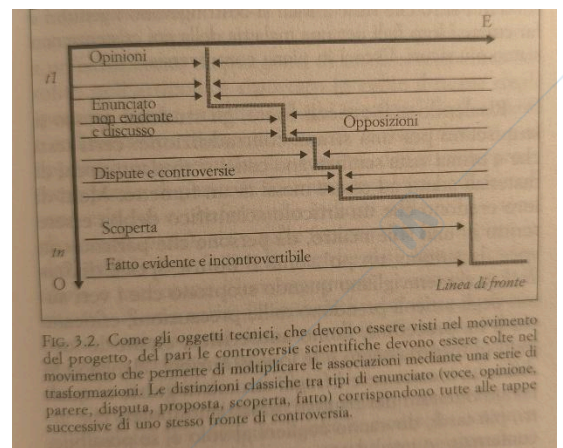 E
Opinioni
t1
Enunciato
non evidente
e discusso
Opposizioni
Dispute e controversie
Scoperta
tn
Fatto evidente e incontrovertibile
O
Linea di fronte
FIG. 3.2. Come gli oggetti tecnici, che devono essere visti nel movimento
del progetto, del pari le controversie scientifiche devono essere colte nel
movimento che permette di moltiplicare le associazioni mediante una serie di
trasformazioni. Le distinzioni classiche tra tipi di enunciato (voce, opinione,
parere, disputa, proposta, scoperta, fatto) corrispondono tutte alle tappe
successive di uno stesso fronte di controversia.